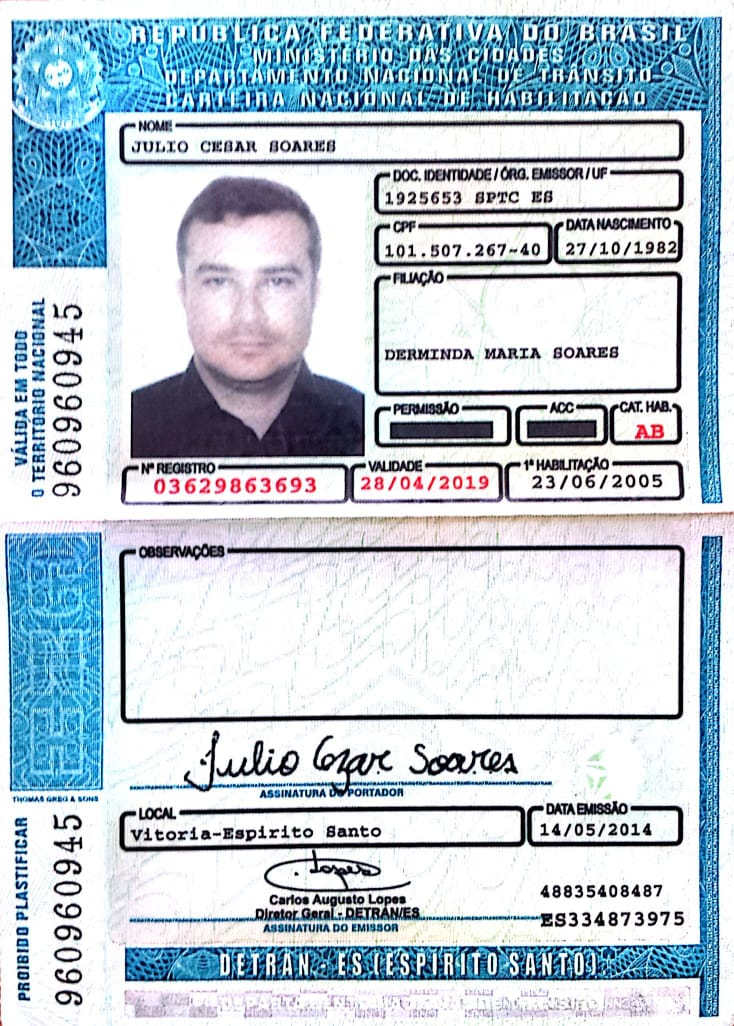 REPÚBLICA FEDERATIVA DO BRASIL
MINISTÉRIO DAS CIDADES
DEPARTAMENTO NACIONAL DE TRÂNSITO
CARTEIRA NACIONAL DE HABILITAÇÃO
NOME
JULIO CESAR SOARES
DOC. IDENTIDADE / ÓRG. EMISSOR / UF
1925653 SPTC ES
CPF
101.507.267-40
DATA NASCIMENTO
27/10/1982
FILIAÇÃO
DERMINDA MARIA SOARES
PERMISSÃO
ACC
CAT. HAB.
AB
Nº REGISTRO
03629863693
VALIDADE
28/04/2019
1ª HABILITAÇÃO
23/06/2005
VÁLIDA EM TODO
O TERRITÓRIO NACIONAL
960960945
OBSERVAÇÕES
Julio Cezar Soares
ASSINATURA DO PORTADOR
THOMAS GREG & SONS
LOCAL
Vitoria-Espirito Santo
DATA EMISSÃO
14/05/2014
Lopes
Carlos Augusto Lopes
Diretor Geral - DETRAN/ES
ASSINATURA DO EMISSOR
48835408487
ES334873975
PROIBIDO PLASTIFICAR
960960945
DETRAN - ES (ESPIRITO SANTO)